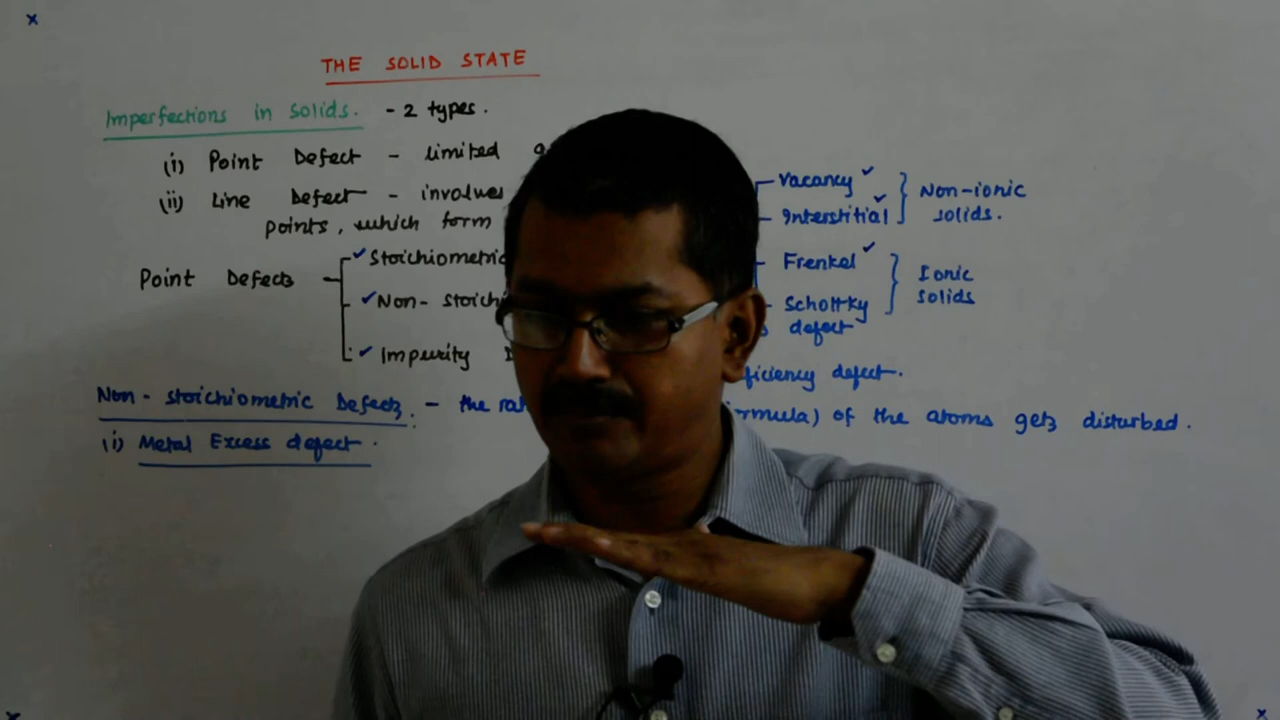 THE SOLID STATE
Imperfections in solids. - 2 types.
(i) Point Defect - limited
(ii) Line Defect - involves
points, which form
Vacancy ✓
Interstitial ✓
Non-ionic
solids.
Point Defects
✓ Stoichiometric
✓ Non-
✓ Impurity
Frenkel ✓
Schottky
defect
Ionic
solids
defect.
Non-stoichiometric Defects. - the of the atoms gets disturbed.
(i) Metal Excess defect.